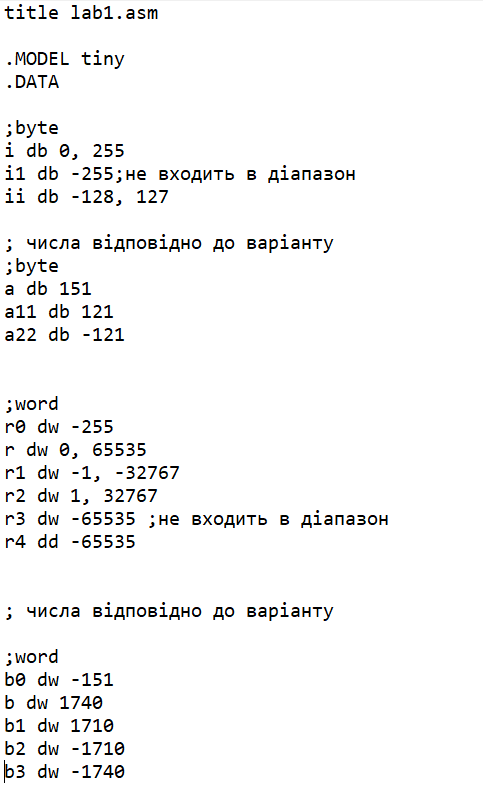 title lab1.asm
.MODEL tiny
.DATA
;byte
i db 0, 255
i1 db -255;не входить в діапазон
ii db -128, 127
; числа відповідно до варіанту
;byte
a db 151
a11 db 121
a22 db -121
;word
r0 dw -255
r dw 0, 65535
r1 dw -1, -32767
r2 dw 1, 32767
r3 dw -65535 ;не входить в діапазон
r4 dd -65535
; числа відповідно до варіанту
;word
b0 dw -151
b dw 1740
b1 dw 1710
b2 dw -1710
b3 dw -1740